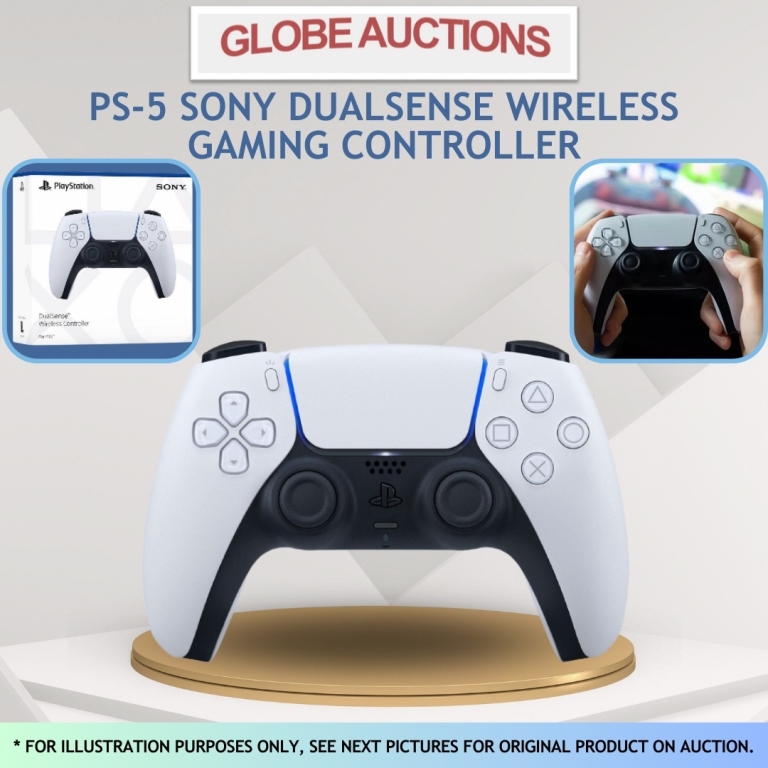 GLOBE AUCTIONS
PS-5 SONY DUALSENSE WIRELESS
GAMING CONTROLLER
PlayStation SONY
DualSense™
Wireless Controller
* FOR ILLUSTRATION PURPOSES ONLY, SEE NEXT PICTURES FOR ORIGINAL PRODUCT ON AUCTION.